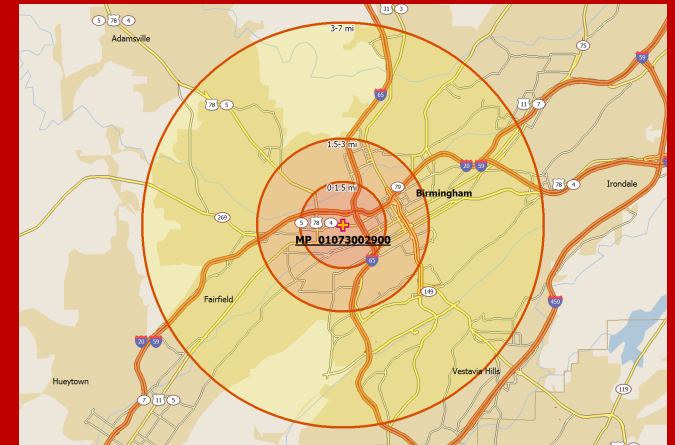 31 3
5 78 4
3-7 mi
Adamsville
75
59
65
78 5
11 7
1.5-3 mi
20 59
78 4
Irondale
0-1.5 mi
79
Birmingham
269
5 78 4
MP_01073002900
65
149
Fairfield
459
20 59
Vestavia Hills
Hueytown
119
7 11 5